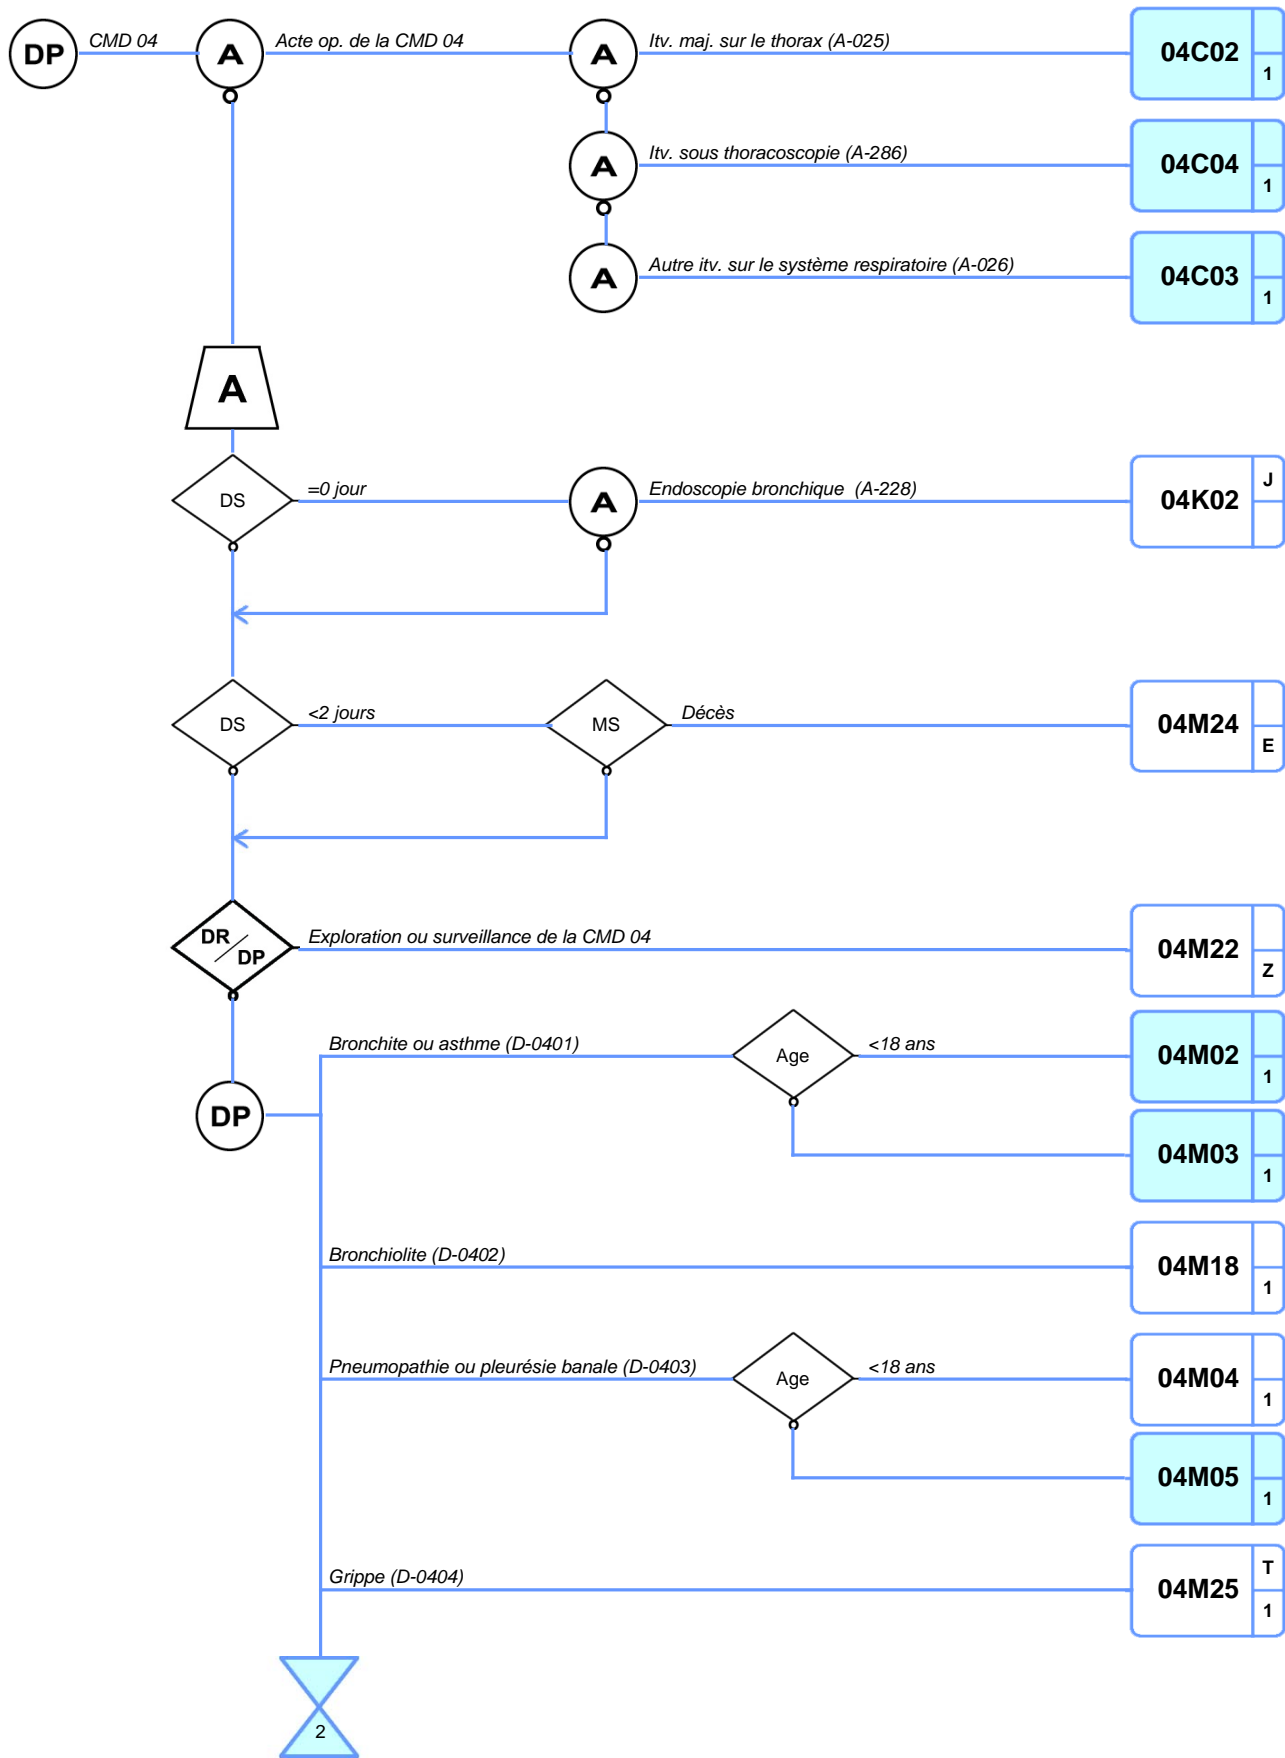 DP CMD 04 A Acte op. de la CMD 04 A Itv. maj. sur le thorax (A-025) 04C02 1
A Itv. sous thoracoscopie (A-286) 04C04 1
A Autre itv. sur le système respiratoire (A-026) 04C03 1
A
DS =0 jour A Endoscopie bronchique (A-228) 04K02 J
DS <2 jours MS Décès 04M24 E
DR/DP Exploration ou surveillance de la CMD 04 04M22 Z
Bronchite ou asthme (D-0401) Age <18 ans 04M02 1
DP
04M03 1
Bronchiolite (D-0402) 04M18 1
Pneumopathie ou pleurésie banale (D-0403) Age <18 ans 04M04 1
04M05 1
Grippe (D-0404) 04M25 T 1
2